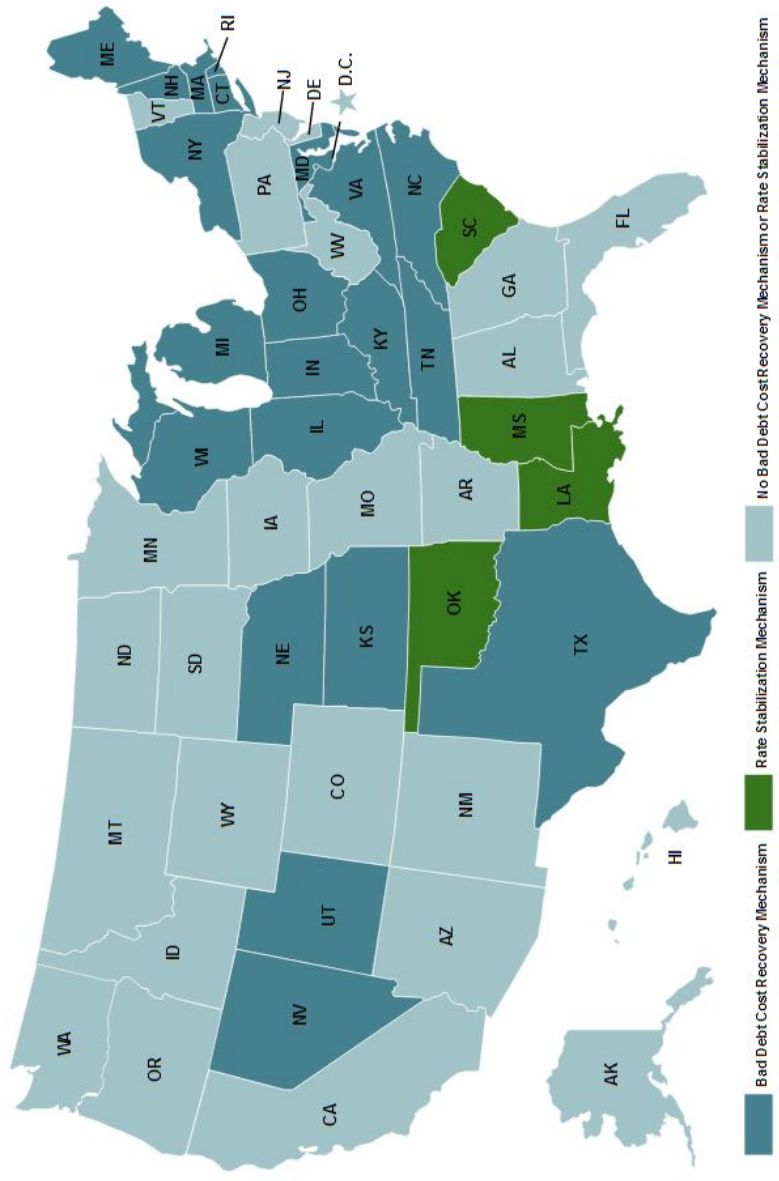 WA
ME
MT
ND
MN
OR
VT
NH
ID
SD
NY
MA
WI
MI
CT
RI
WY
PA
IA
NE
NJ
NV
OH
MD
IN
DE
IL
UT
CA
CO
WV
D.C.
VA
KS
MO
KY
NC
TN
AZ
OK
NM
AR
SC
GA
AL
MS
LA
TX
AK
FL
HI
Bad Debt Cost Recovery Mechanism
Rate Stabilization Mechanism
No Bad Debt Cost Recovery Mechanism or Rate Stabilization Mechanism